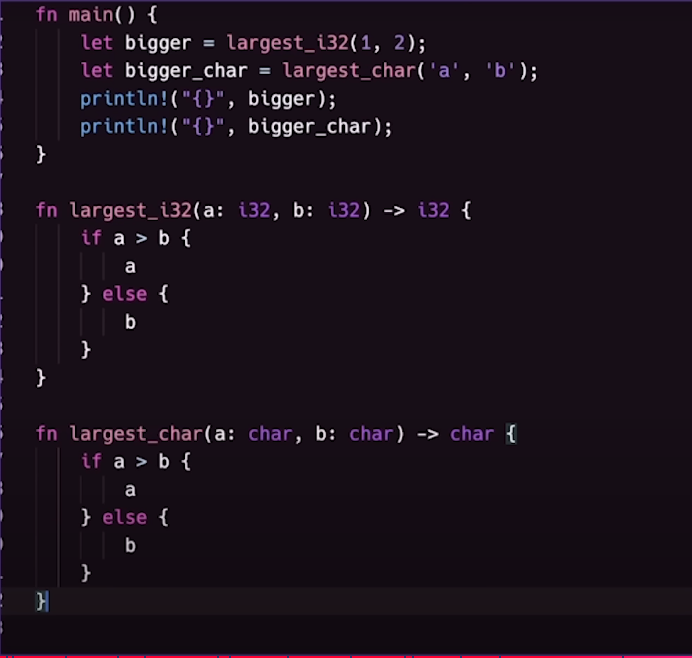 fn main() {
    let bigger = largest_i32(1, 2);
    let bigger_char = largest_char('a', 'b');
    println!("{}", bigger);
    println!("{}", bigger_char);
}

fn largest_i32(a: i32, b: i32) -> i32 {
    if a > b {
        a
    } else {
        b
    }
}

fn largest_char(a: char, b: char) -> char {
    if a > b {
        a
    } else {
        b
    }
}